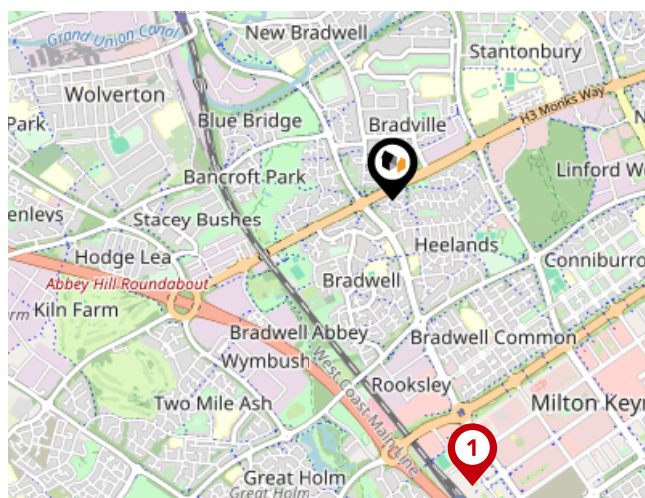 Grand Union Canal
New Bradwell
Stantonbury
Wolverton
H3 Monks Way
Park
Blue Bridge
Bradville
Bancroft Park
Linford W
enleys
Stacey Bushes
Heelands
Hodge Lea
Conniburro
Abbey Hill Roundabout
Bradwell
Kiln Farm
Bradwell Abbey
Bradwell Common
Wymbush
West Coast Main Line
Rooksley
Two Mile Ash
Milton Keyn
1
Great Holm
Great Holm